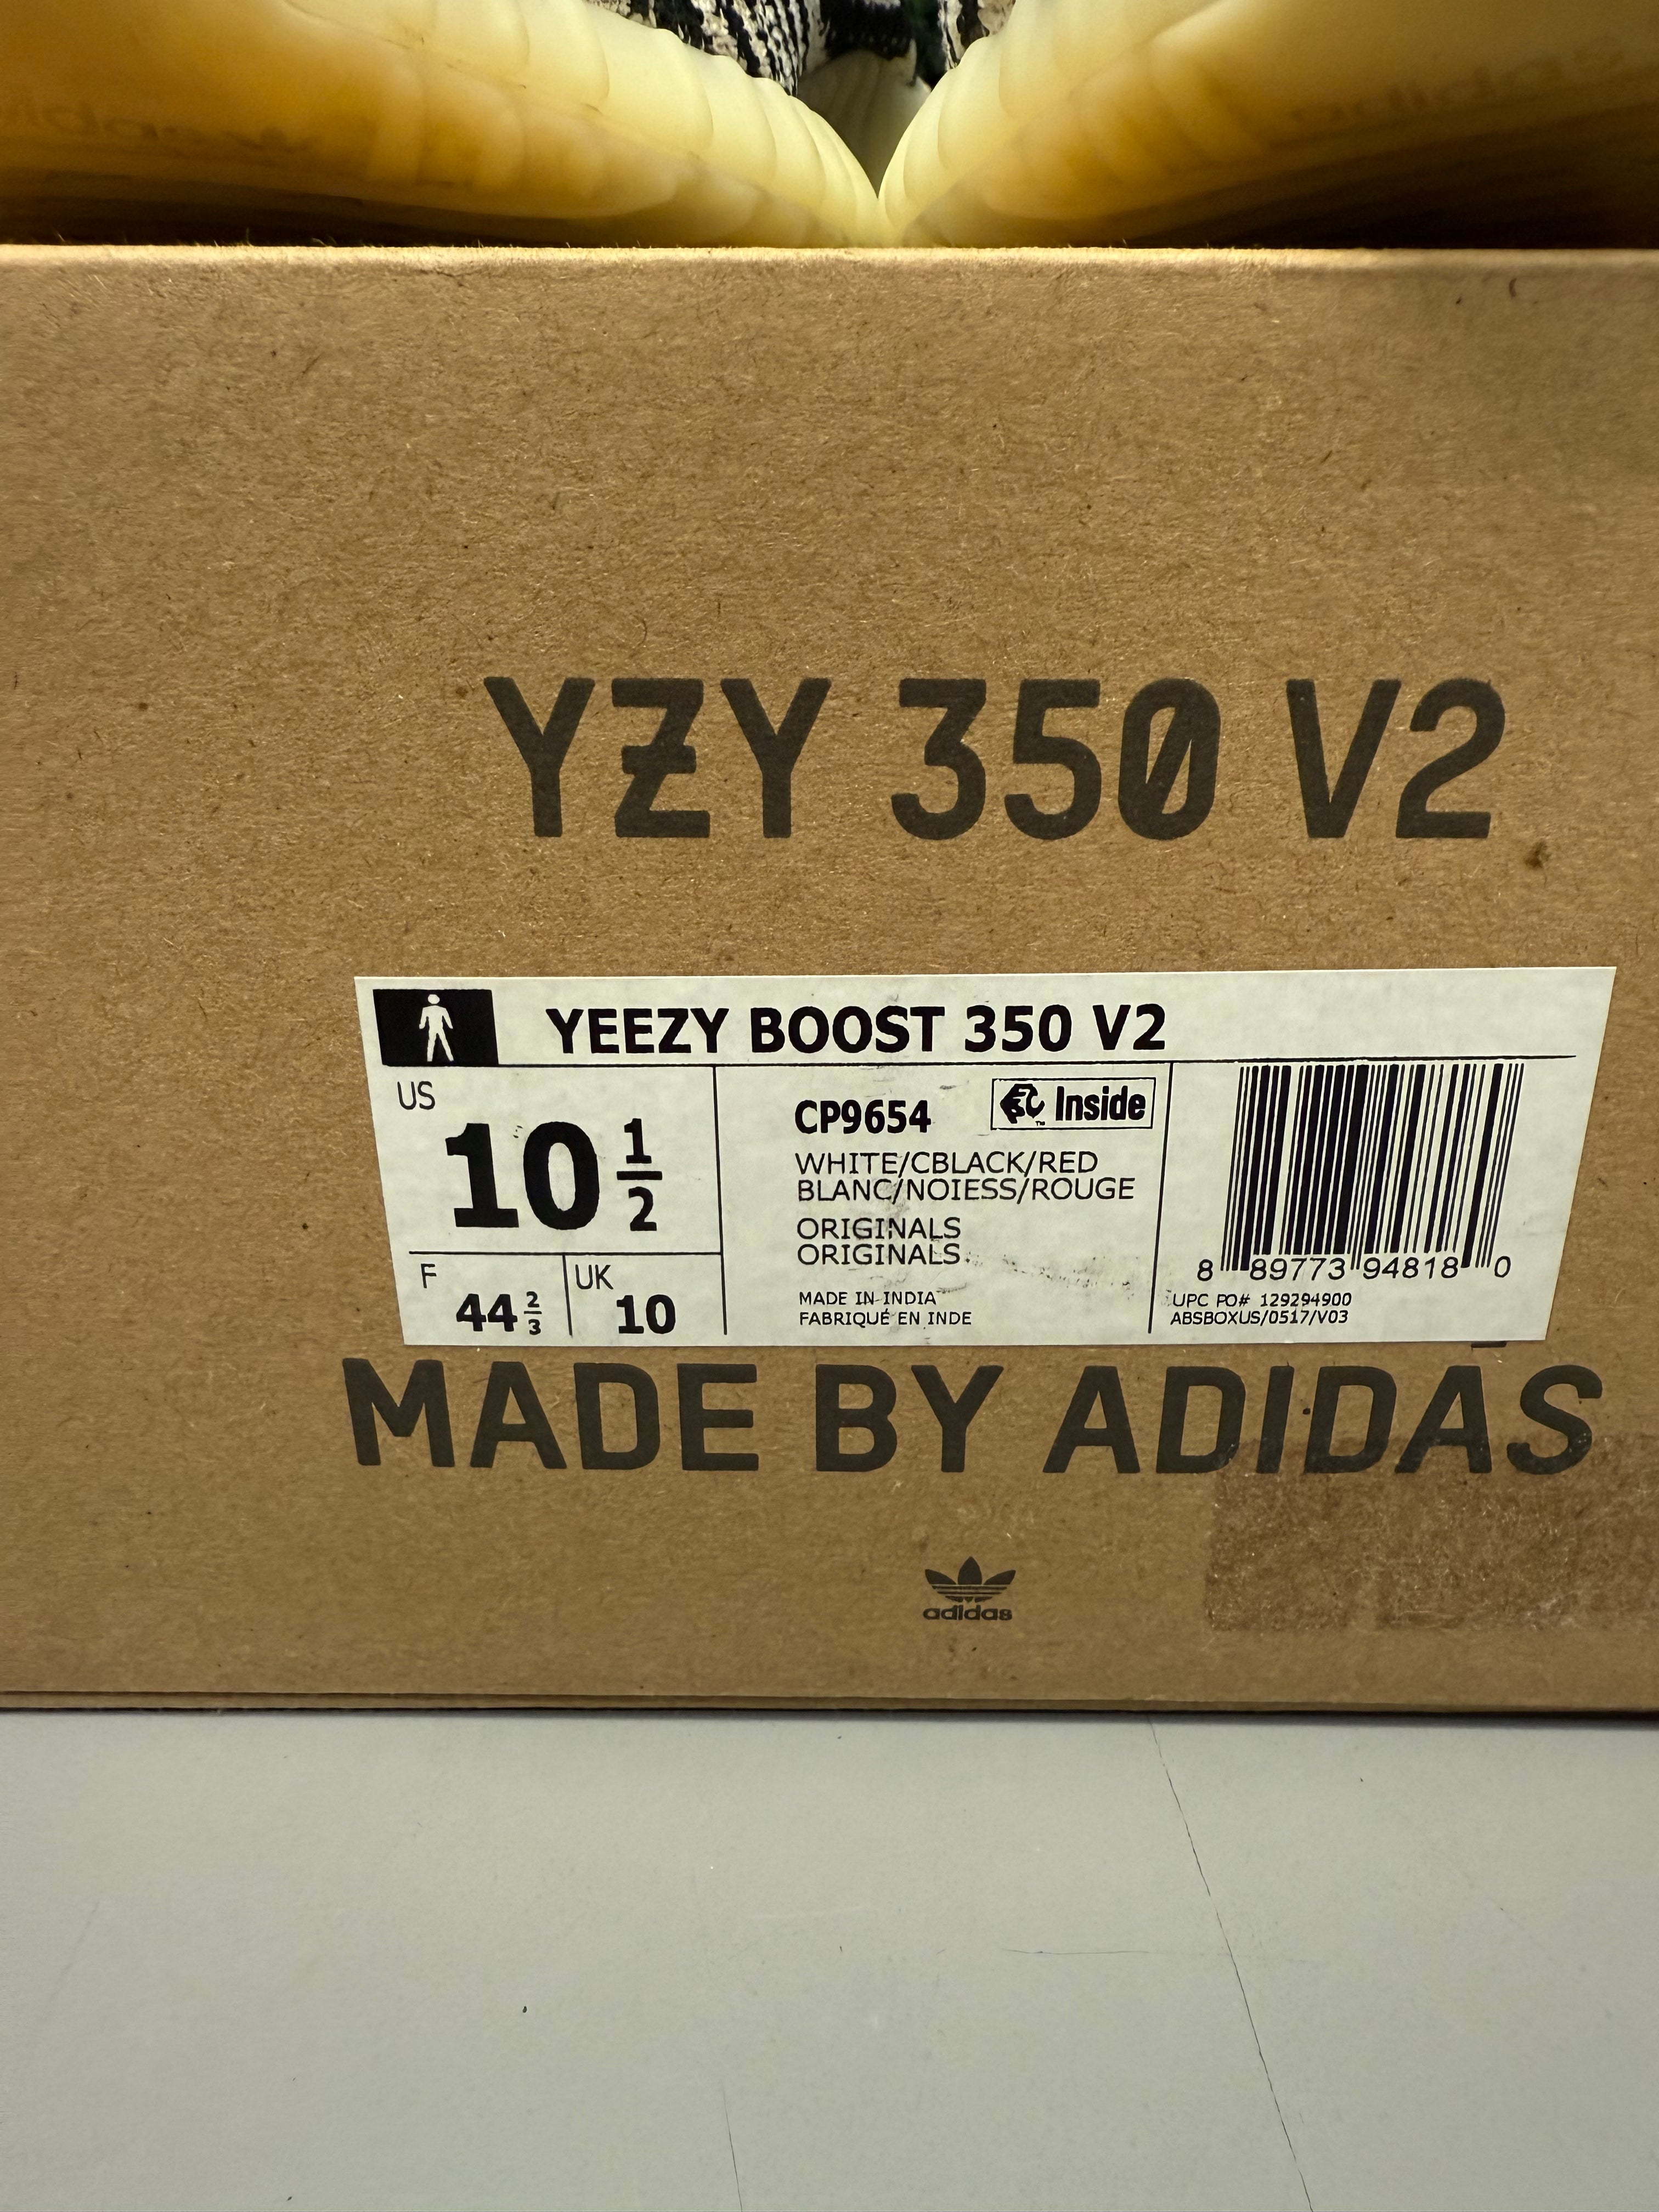 adidas
adidas
YZY 350 V2
YEEZY BOOST 350 V2
US
10 1/2
F
44 2/3
UK
10
CP9654
Inside
WHITE/CBLACK/RED
BLANC/NOIESS/ROUGE
ORIGINALS
ORIGINALS
MADE IN INDIA
FABRIQUÉ EN INDE
8 89773 94818 0
UPC PO# 129294900
ABSBOXUS/0517/V03
MADE BY ADIDAS
adidas